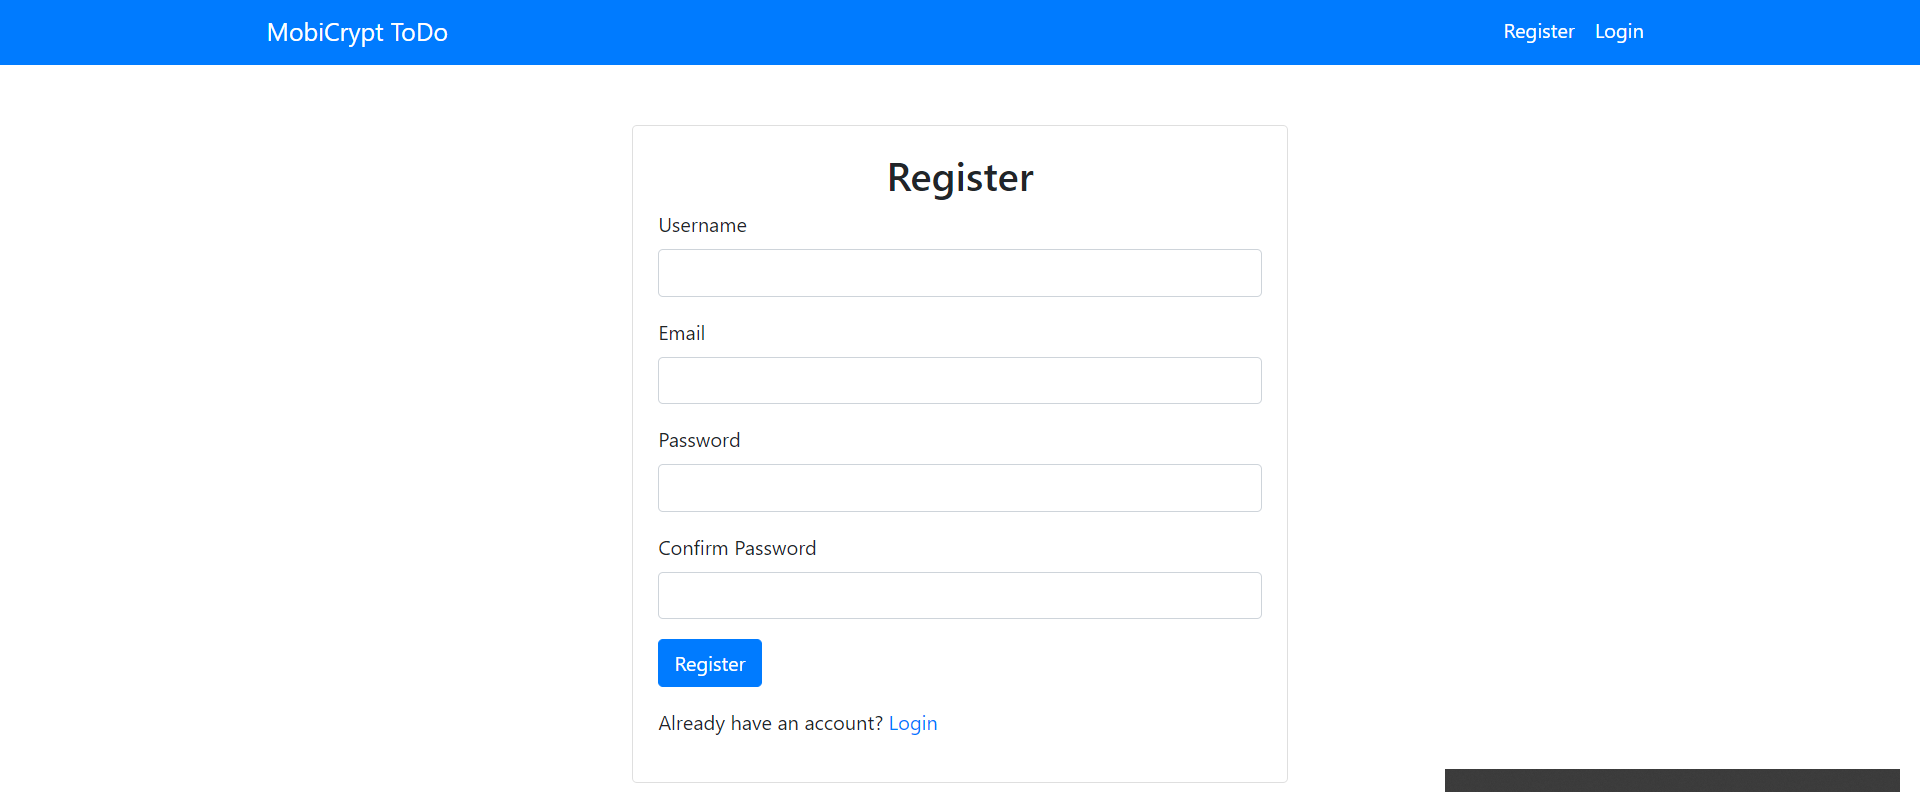 MobiCrypt ToDo
Register Login
Register
Username
Email
Password
Confirm Password
Register
Already have an account? Login